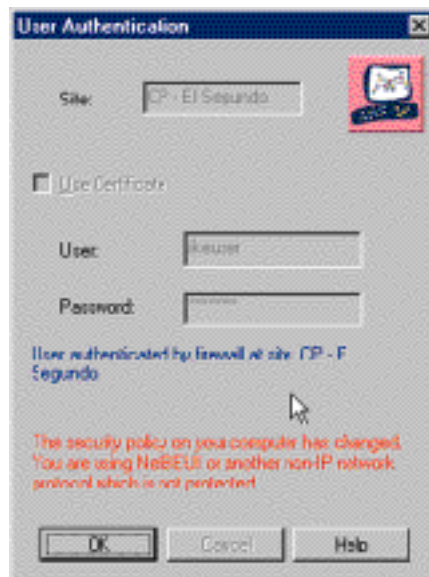 User Authentication
Site: CP - El Segundo
Use Certificate
User: ikeuser
Password: *******
User authenticated by firewall at site CP - E
Segundo
The security policy on your computer has changed.
You are using NetBEUI or another non-IP network
protocol which is not protected
OK Cancel Help